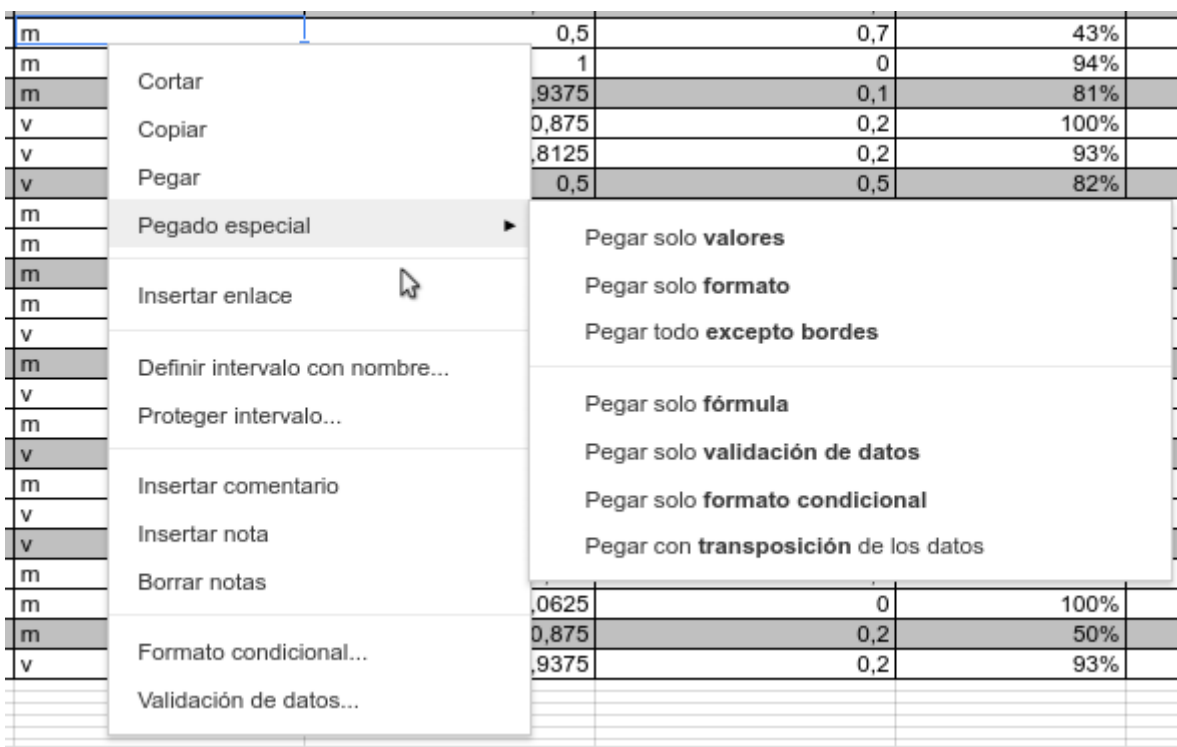 m 0,5 0,7 43%
m 1 0 94%
m ,9375 0,1 81%
v 0,875 0,2 100%
v ,8125 0,2 93%
v 0,5 0,5 82%
m
m
m
m
v
m
v
m
v
m
v
v
m
m ,0625 0 100%
m 0,875 0,2 50%
v ,9375 0,2 93%
Cortar
Copiar
Pegar
Pegado especial
Insertar enlace
Definir intervalo con nombre...
Proteger intervalo...
Insertar comentario
Insertar nota
Borrar notas
Formato condicional...
Validación de datos...
Pegar solo valores
Pegar solo formato
Pegar todo excepto bordes
Pegar solo fórmula
Pegar solo validación de datos
Pegar solo formato condicional
Pegar con transposición de los datos